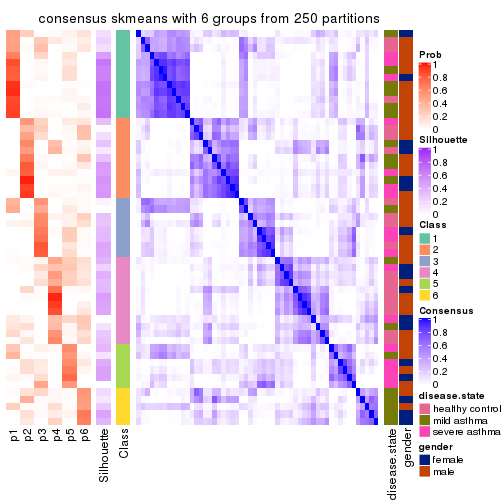 consensus skmeans with 6 groups from 250 partitions
Prob
1
0.8
0.6
0.4
0.2
0
Silhouette
1
0.8
0.6
0.4
0.2
0
Class
1
2
3
4
5
6
Consensus
1
0.8
0.6
0.4
0.2
0
disease.state
healthy control
mild asthma
severe asthma
gender
female
male
p1
p2
p3
p4
p5
p6
Silhouette
Class
disease.state
gender